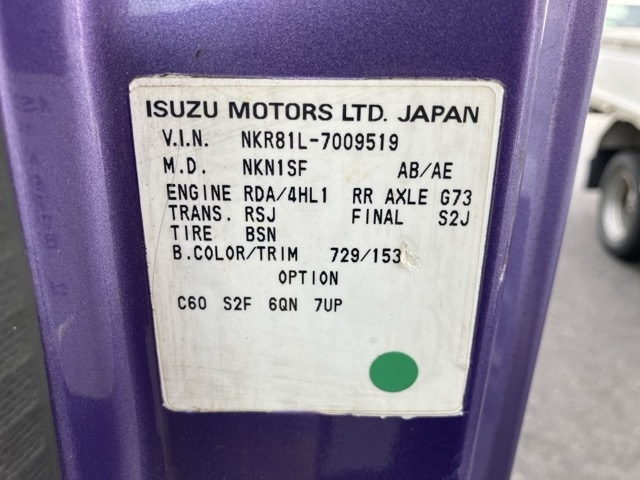 ISUZU MOTORS LTD. JAPAN
V.I.N. NKR81L-7009519
M.D. NKN1SF AB/AE
ENGINE RDA/4HL1 RR AXLE G73
TRANS. RSJ FINAL S2J
TIRE BSN
B.COLOR/TRIM 729/153
OPTION
C60 S2F 6QN 7UP